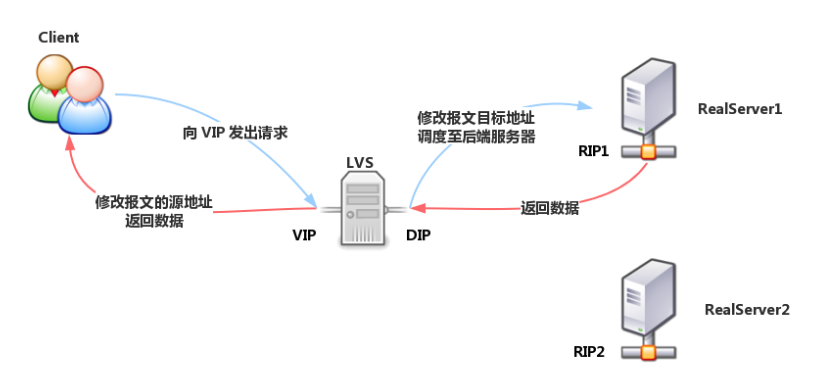 Client
向 VIP 发出请求
修改报文目标地址
调度至后端服务器
RealServer1
RIP1
LVS
修改报文的源地址
返回数据
返回数据
VIP
DIP
RealServer2
RIP2